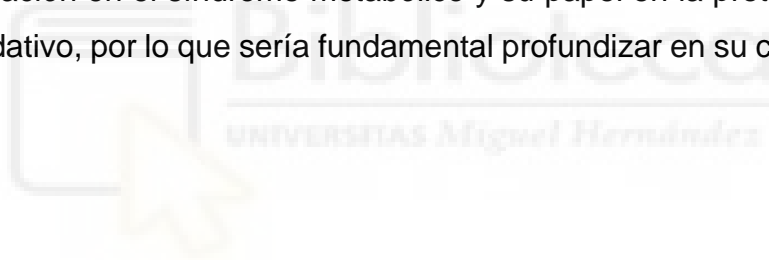 ación en el síndrome metabólico y su papel en la
dativo, por lo que sería fundamental profundizar en su
Biblioteca
UNIVERSITAS Miguel Hernández